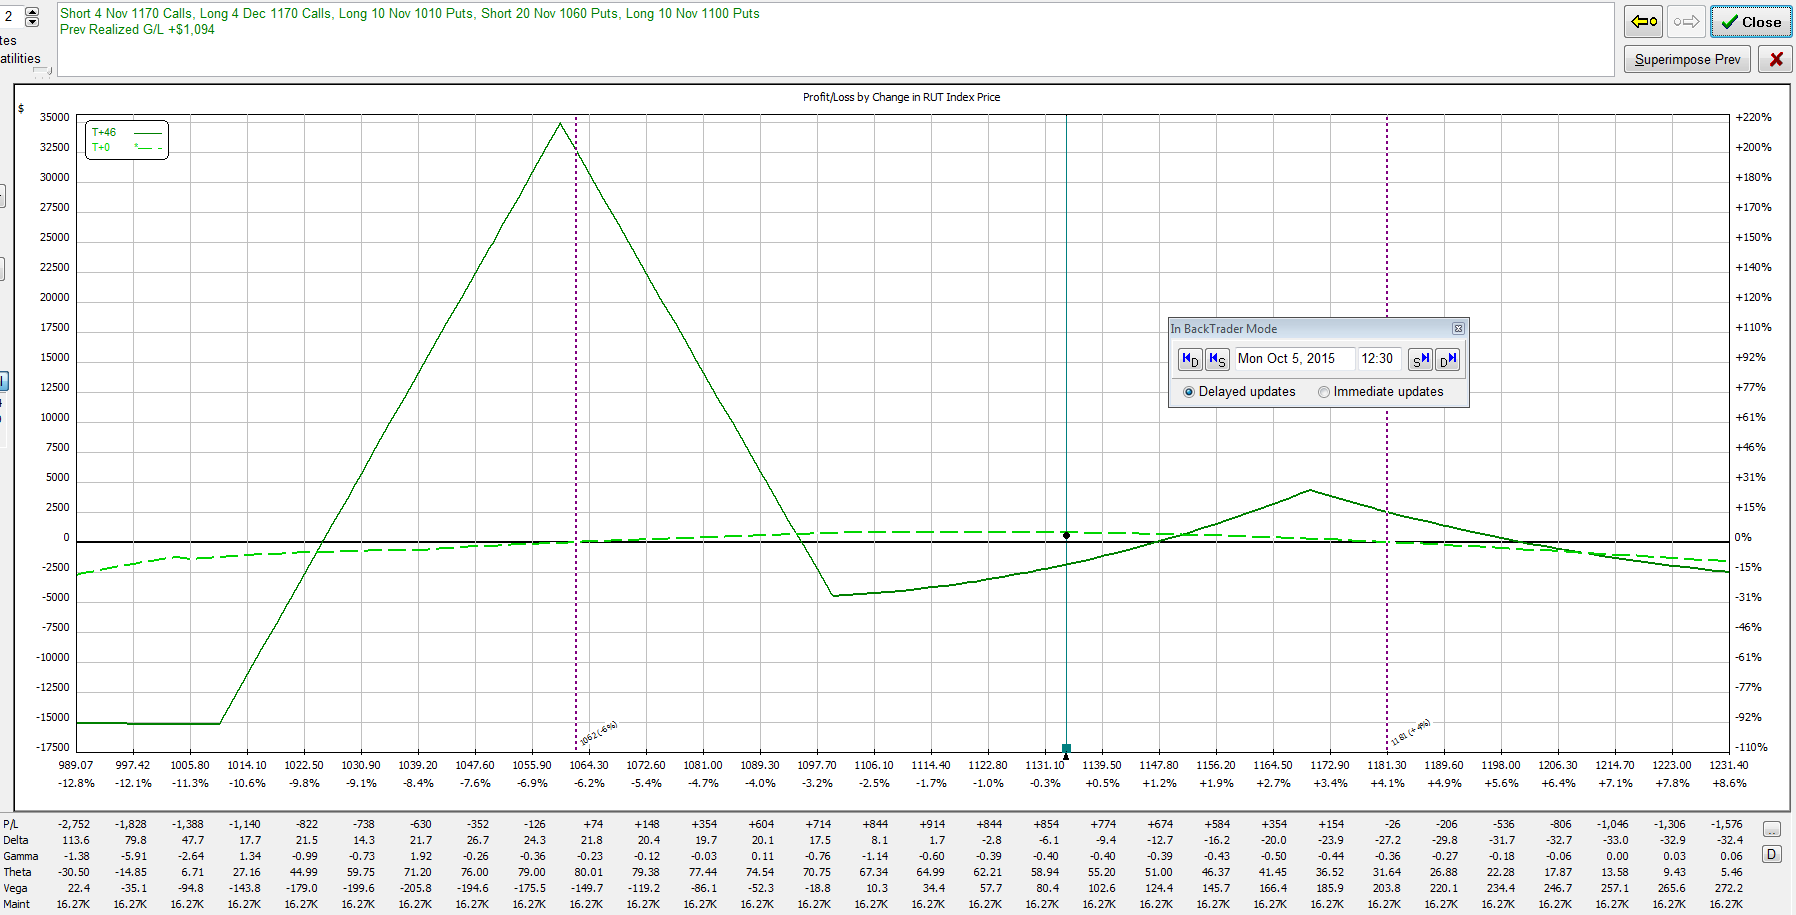 2
Short 4 Nov 1170 Calls, Long 4 Dec 1170 Calls, Long 10 Nov 1010 Puts, Short 20 Nov 1060 Puts, Long 10 Nov 1100 Puts
Prev Realized G/L +$1,094
tes
atilities
Close
Superimpose Prev
Profit/Loss by Change in RUT Index Price
$
T+46
T+0
35000 +220%
32500 +200%
30000 +180%
27500 +170%
25000 +150%
22500 +140%
20000 +120%
17500 +110%
15000 +92%
12500 +77%
10000 +61%
7500 +46%
5000 +31%
2500 +15%
0 0%
-2500 -15%
-5000 -31%
-7500 -46%
-10000 -61%
-12500 -77%
-15000 -92%
-17500 -110%
In BackTrader Mode
D S Mon Oct 5, 2015 12:30 S D
Delayed updates Immediate updates
1062 (-6%)
1181 (+4%)
989.07 997.42 1005.80 1014.10 1022.50 1030.90 1039.20 1047.60 1055.90 1064.30 1072.60 1081.00 1089.30 1097.70 1106.10 1114.40 1122.80 1131.10 1139.50 1147.80 1156.20 1164.50 1172.90 1181.30 1189.60 1198.00 1206.30 1214.70 1223.00 1231.40
-12.8% -12.1% -11.3% -10.6% -9.8% -9.1% -8.4% -7.6% -6.9% -6.2% -5.4% -4.7% -4.0% -3.2% -2.5% -1.7% -1.0% -0.3% +0.5% +1.2% +1.9% +2.7% +3.4% +4.1% +4.9% +5.6% +6.4% +7.1% +7.8% +8.6%
P/L -2,752 -1,828 -1,388 -1,140 -822 -738 -630 -352 -126 +74 +148 +354 +604 +714 +844 +914 +844 +854 +774 +674 +584 +354 +154 -26 -206 -536 -806 -1,046 -1,306 -1,576
Delta 113.6 79.8 47.7 17.7 21.5 14.3 21.7 26.7 24.3 21.8 20.4 19.7 20.1 17.5 8.1 1.7 -2.8 -6.1 -9.4 -12.7 -16.2 -20.0 -23.9 -27.2 -29.8 -31.7 -32.7 -33.0 -32.9 -32.4
Gamma -1.38 -5.91 -2.64 1.34 -0.99 -0.73 1.92 -0.26 -0.36 -0.23 -0.12 -0.03 0.11 -0.76 -1.14 -0.60 -0.39 -0.40 -0.40 -0.39 -0.43 -0.50 -0.44 -0.36 -0.27 -0.18 -0.06 0.00 0.03 0.06
Theta -30.50 -14.85 6.71 27.16 44.99 59.75 71.20 76.00 79.00 80.01 79.38 77.44 74.54 70.75 67.34 64.99 62.21 58.94 55.20 51.00 46.37 41.45 36.52 31.64 26.88 22.28 17.87 13.58 9.43 5.46
Vega 22.4 -35.1 -94.8 -143.8 -179.0 -199.6 -205.8 -194.6 -175.5 -149.7 -119.2 -86.1 -52.3 -18.8 10.3 34.4 57.7 80.4 102.6 124.4 145.7 166.4 185.9 203.8 220.1 234.4 246.7 257.1 265.6 272.2
Maint 16.27K 16.27K 16.27K 16.27K 16.27K 16.27K 16.27K 16.27K 16.27K 16.27K 16.27K 16.27K 16.27K 16.27K 16.27K 16.27K 16.27K 16.27K 16.27K 16.27K 16.27K 16.27K 16.27K 16.27K 16.27K 16.27K 16.27K 16.27K 16.27K 16.27K
..
D